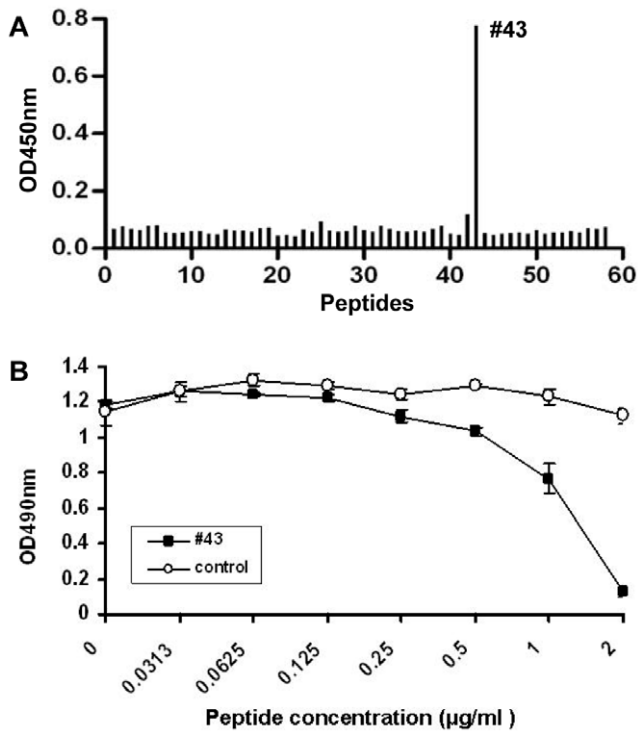 A
#43
0.8
0.6
0.4
0.2
0.0
OD450nm
0 10 20 30 40 50 60
Peptides
B
1.4
1.2
1
0.8
0.6
0.4
0.2
0
OD490nm
#43
control
0 0.0313 0.0625 0.125 0.25 0.5 1 2
Peptide concentration (µg/ml )